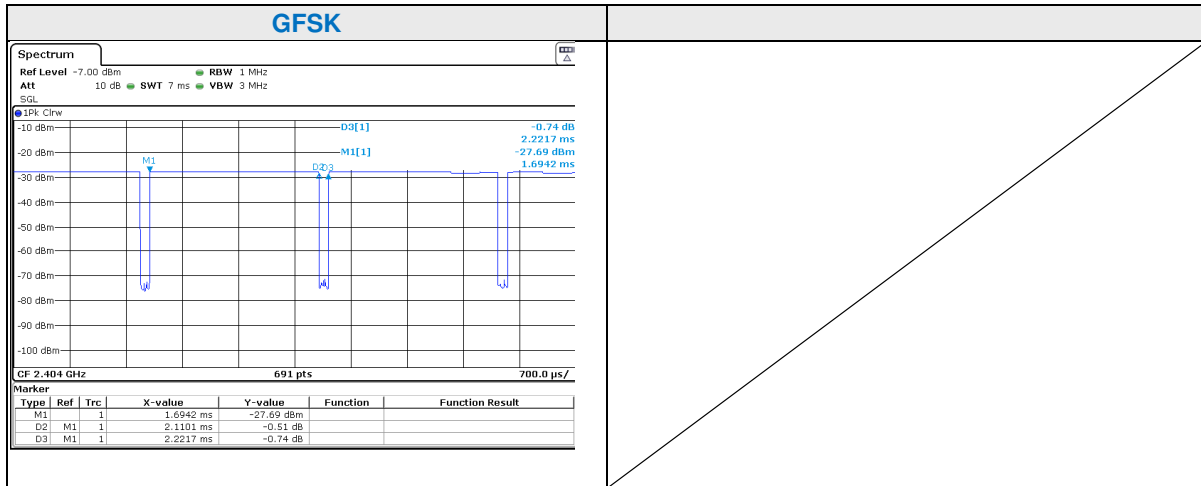 GFSK
Spectrum
Ref Level -7.00 dBm RBW 1 MHz
Att 10 dB SWT 7 ms VBW 3 MHz
SGL
1Pk Clrw
-10 dBm D3[1] -0.74 dB
2.2217 ms
-20 dBm M1[1] -27.69 dBm
M1 1.6942 ms
D2 D3
-30 dBm
-40 dBm
-50 dBm
-60 dBm
-70 dBm
-80 dBm
-90 dBm
-100 dBm
CF 2.404 GHz 691 pts 700.0 µs/
Marker
Type Ref Trc X-value Y-value Function Function Result
M1 1 1.6942 ms -27.69 dBm
D2 M1 1 2.1101 ms -0.51 dB
D3 M1 1 2.2217 ms -0.74 dB